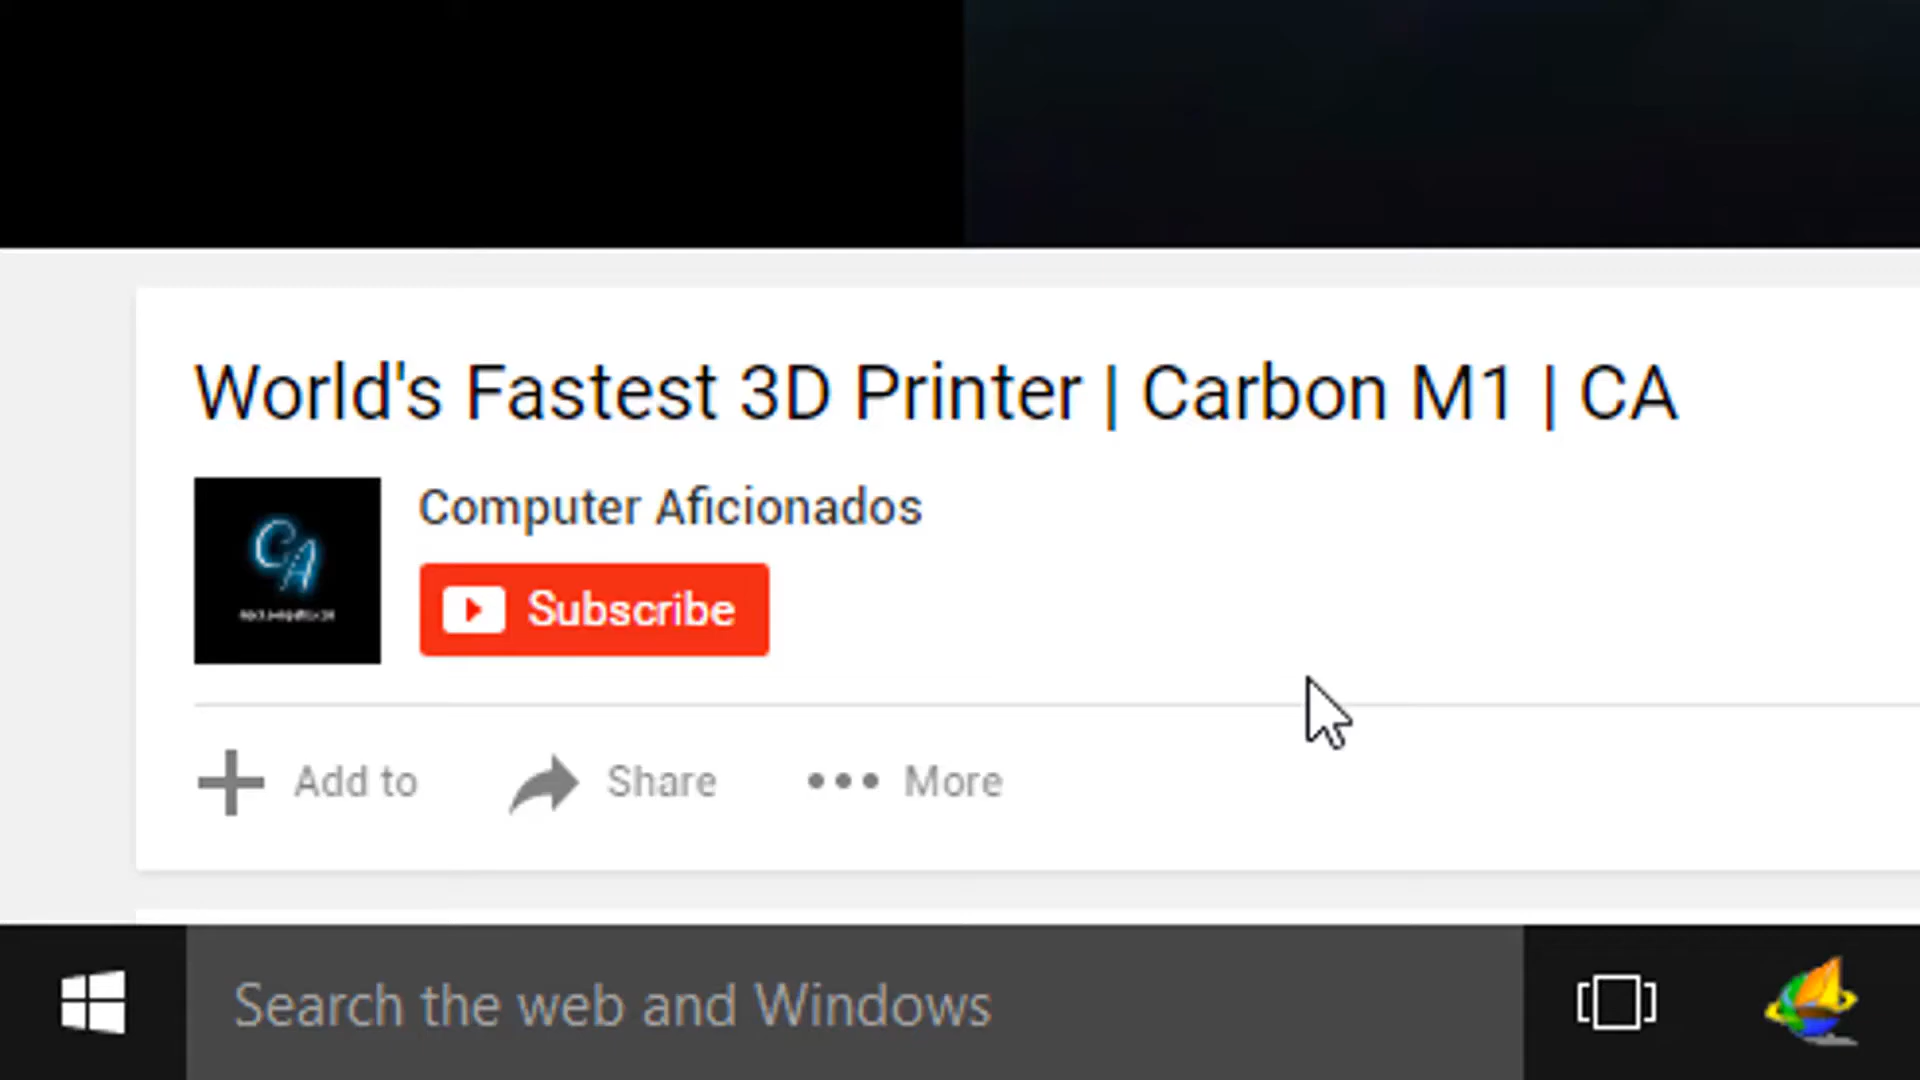 World's Fastest 3D Printer | Carbon M1 | CA
CA
Computer Aficionados
Subscribe
Add to
Share
More
Search the web and Windows